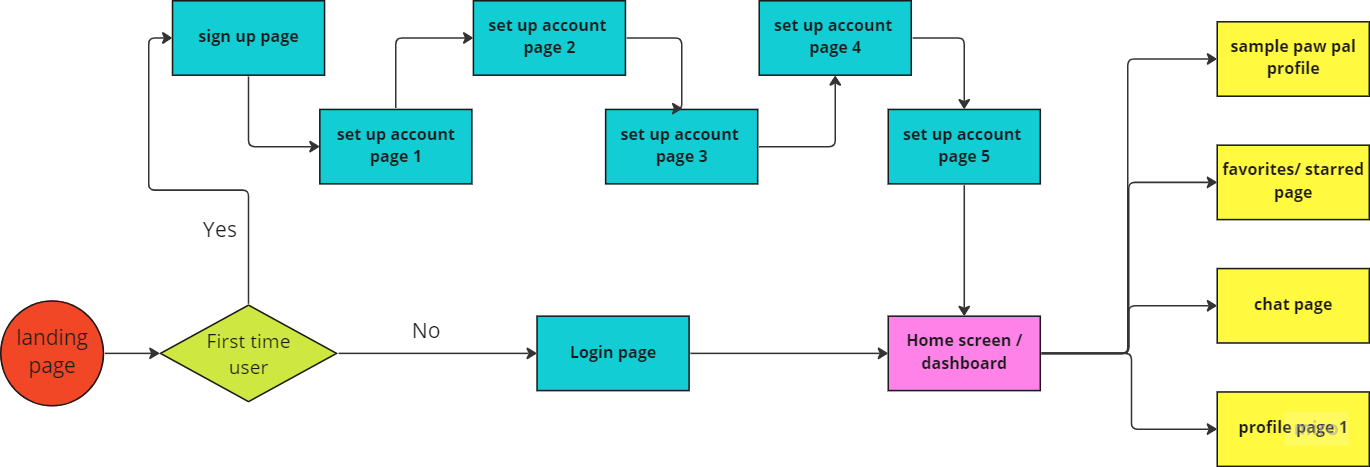 sign up page
set up account
page 2
set up account
page 4
sample paw pal
profile
set up account
page 1
set up account
page 3
set up account
page 5
favorites/ starred
page
Yes
chat page
landing
page
First time
user
No
Login page
Home screen /
dashboard
profile page 1
miro